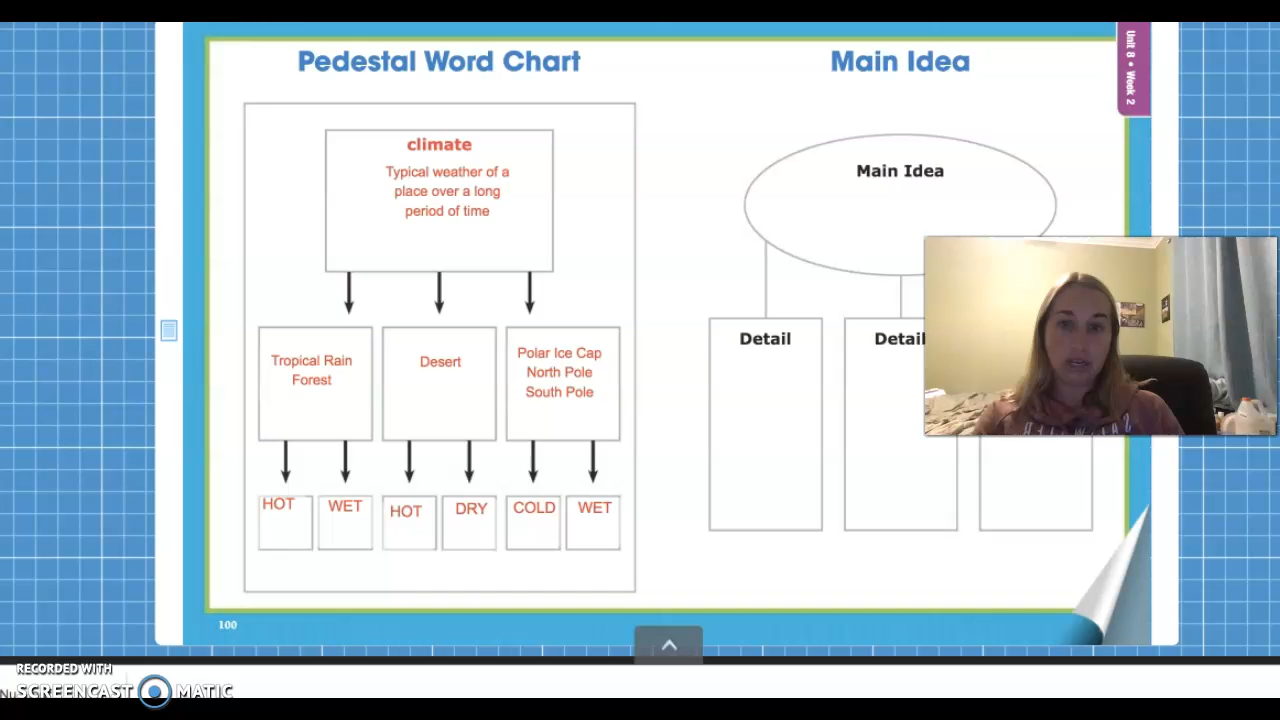 Pedestal Word Chart
climate
Typical weather of a
place over a long
period of time
Tropical Rain
Forest
Desert
Polar Ice Cap
North Pole
South Pole
HOT
WET
HOT
DRY
COLD
WET
100
Main Idea
Unit 8 • Week 2
Main Idea
Detail
Detail
RECORDED WITH
SCREENCAST MATIC